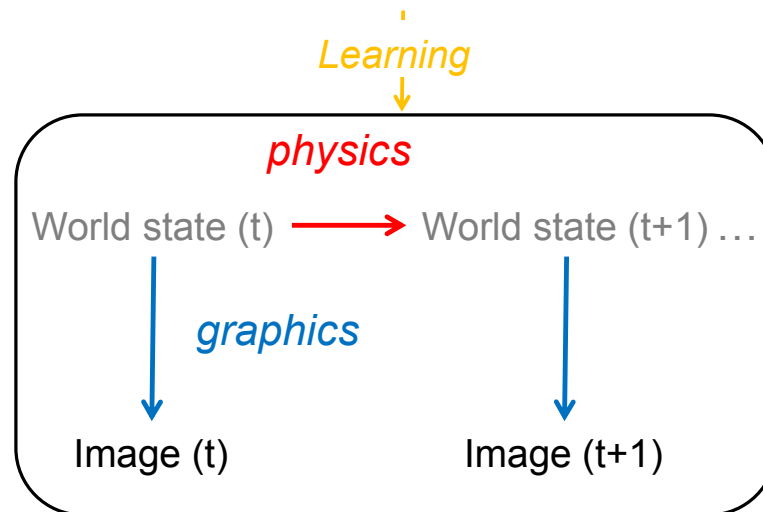 Learning
physics
World state (t) World state (t+1) ...
graphics
Image (t) Image (t+1)